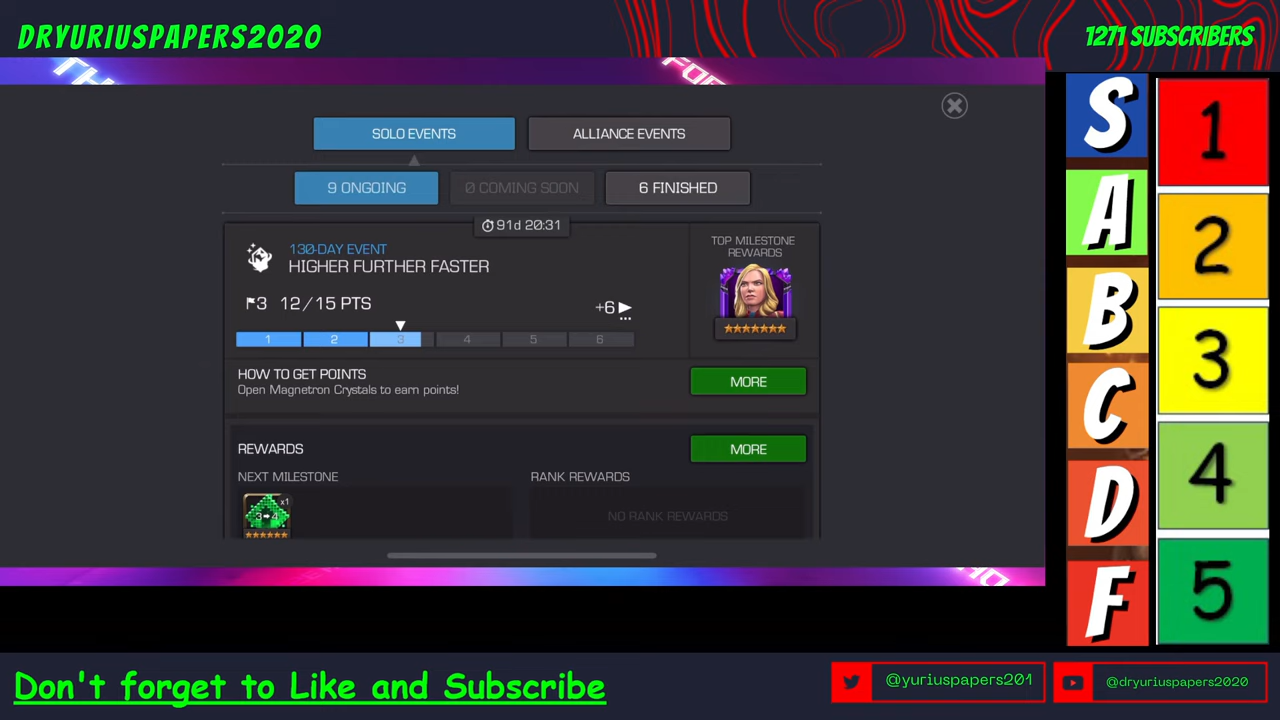 DRYURIUSPAPERS2020
1271 SUBSCRIBERS
SOLO EVENTS
ALLIANCE EVENTS
9 ONGOING
0 COMING SOON
6 FINISHED
91d 20:31
130-DAY EVENT
HIGHER FURTHER FASTER
3 12/15 PTS
+6
1 2 3 4 5 6
TOP MILESTONE
REWARDS
HOW TO GET POINTS
Open Magnetron Crystals to earn points!
MORE
REWARDS
MORE
NEXT MILESTONE
RANK REWARDS
x1
3 4
NO RANK REWARDS
S
A
B
C
D
F
1
2
3
4
5
Don't forget to Like and Subscribe
@yuriuspapers201
@dryuriuspapers2020